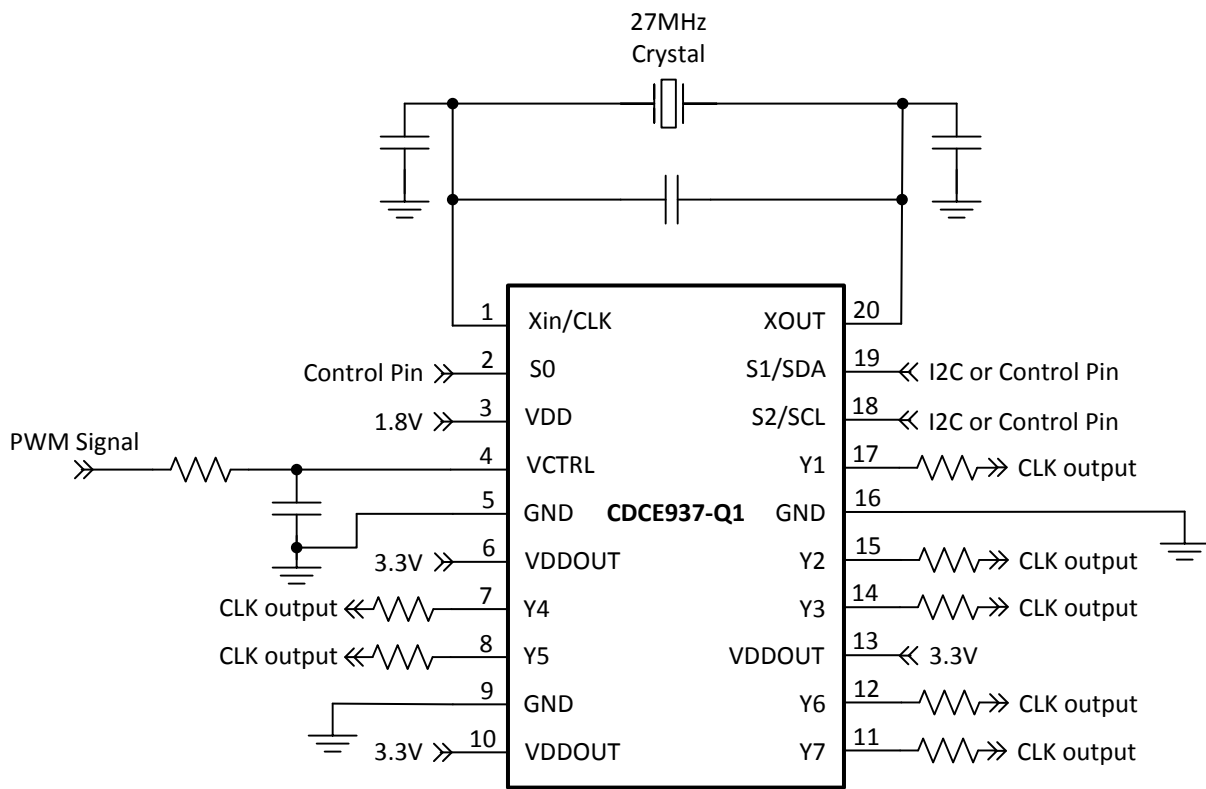 27MHz
Crystal
1 Xin/CLK XOUT 20
Control Pin 2 S0 S1/SDA 19 I2C or Control Pin
1.8V 3 VDD S2/SCL 18 I2C or Control Pin
PWM Signal 4 VCTRL Y1 17 CLK output
5 GND CDCE937-Q1 GND 16
3.3V 6 VDDOUT Y2 15 CLK output
CLK output 7 Y4 Y3 14 CLK output
CLK output 8 Y5 VDDOUT 13 3.3V
9 GND Y6 12 CLK output
3.3V 10 VDDOUT Y7 11 CLK output